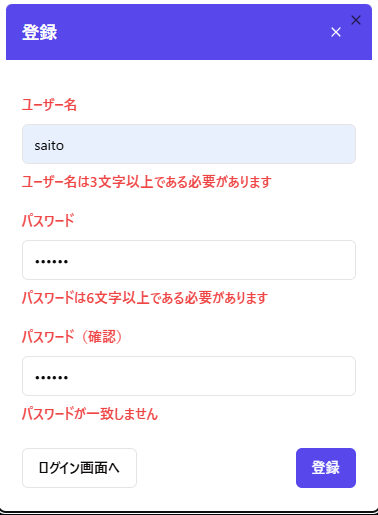 登録
ユーザー名
saito
ユーザー名は3文字以上である必要があります
パスワード
••••••
パスワードは6文字以上である必要があります
パスワード（確認）
••••••
パスワードが一致しません
ログイン画面へ
登録